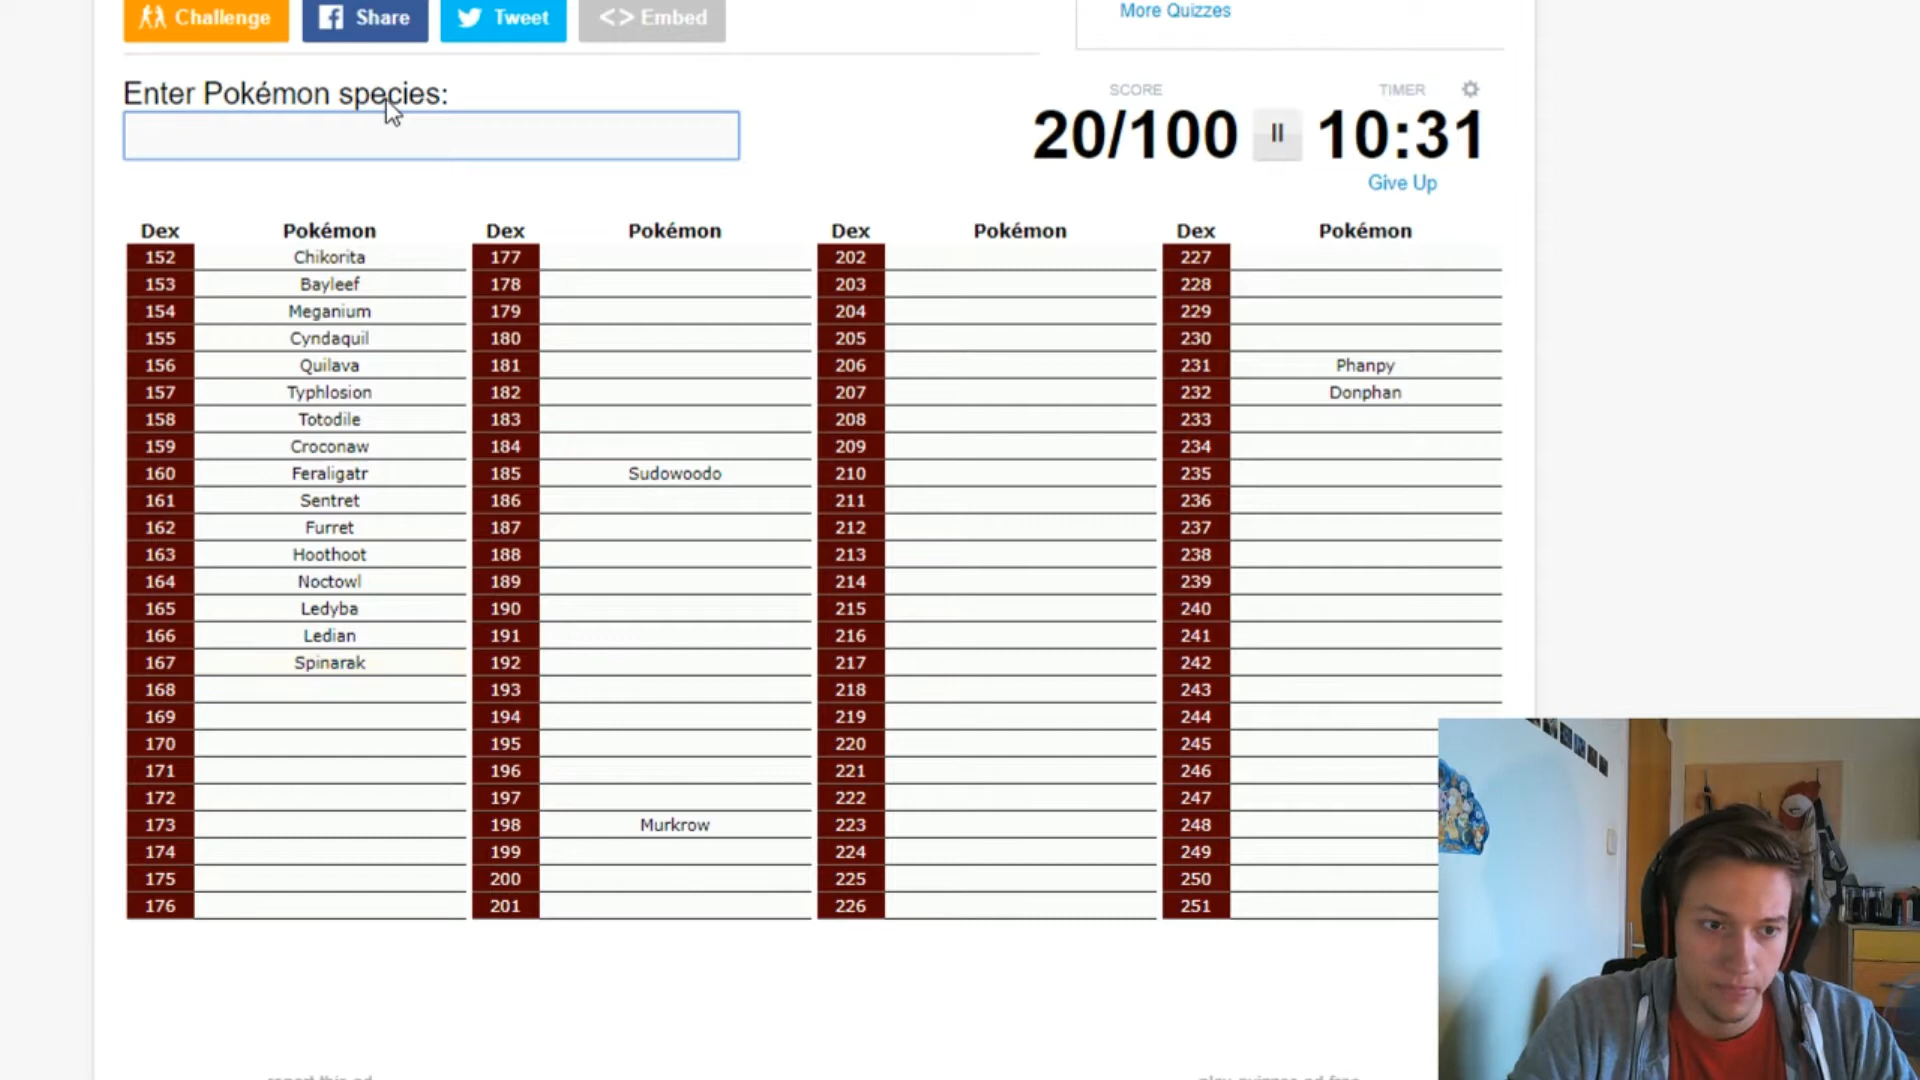 Challenge Share Tweet <> Embed
More Quizzes
Enter Pokémon species:
SCORE TIMER
20/100 10:31
Give Up
Dex Pokémon Dex Pokémon Dex Pokémon Dex Pokémon
152 Chikorita 177 202 227
153 Bayleef 178 203 228
154 Meganium 179 204 229
155 Cyndaquil 180 205 230
156 Quilava 181 206 231 Phanpy
157 Typhlosion 182 207 232 Donphan
158 Totodile 183 208 233
159 Croconaw 184 209 234
160 Feraligatr 185 Sudowoodo 210 235
161 Sentret 186 211 236
162 Furret 187 212 237
163 Hoothoot 188 213 238
164 Noctowl 189 214 239
165 Ledyba 190 215 240
166 Ledian 191 216 241
167 Spinarak 192 217 242
168 193 218 243
169 194 219 244
170 195 220 245
171 196 221 246
172 197 222 247
173 198 Murkrow 223 248
174 199 224 249
175 200 225 250
176 201 226 251
report this ad play quizzes ad free